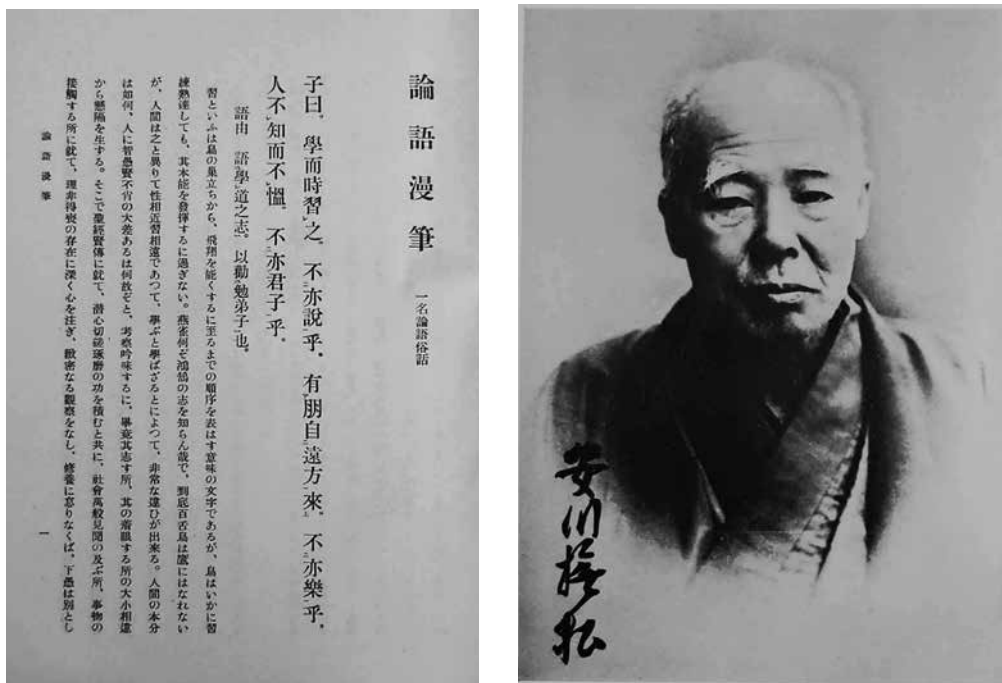 論語漫筆 一名論語俗話
子曰、學而時習之、不亦說乎、有朋自遠方來、不亦樂乎、
人不知而不慍、不亦君子乎。
語由 語學道之志。以勸勉弟子也。
習といふは鳥の巢立ちから、飛翔を能くするに至るまでの順序を表はす意味の文字であるが、鳥はいかに習
練熟達しても、其本能を發揮するに過ぎない。燕雀何ぞ鴻鵠の志を知らん哉で、到底百舌鳥は鷹にはなれない
が、人間は之と異りて性相近習相遠であつて、學ぶと學ばざるとによつて、非常な違ひが出來る。人間の本分
は如何、人に智愚賢不肖の大差あるは何故ぞと、考察吟味するに、畢竟其志す所、其の着眼する所の大小相違
から懸隔を生ずる。そこで聖經賢傳に就て、潜心切磋琢磨の功を積むと共に、社會萬般見聞の及ぶ所、事物の
接觸する所に就て、理非得喪の存在に深く心を注ぎ、緻密なる觀察をなし、修養に怠りなくば、下愚は別とし
論語漫筆
一
安川撫松